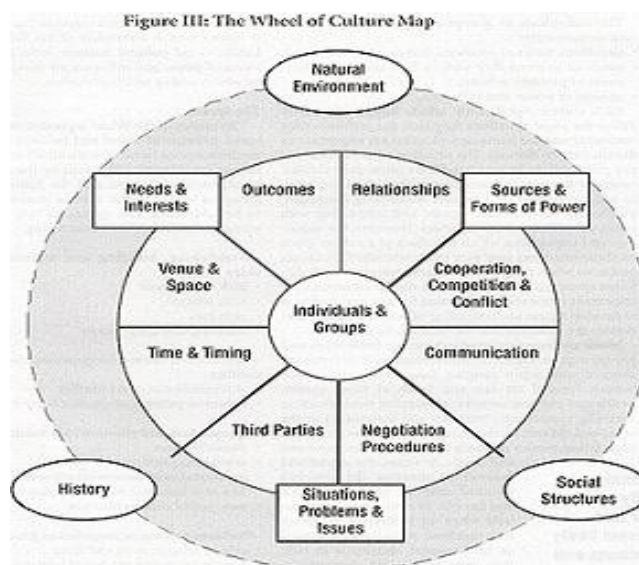 Figure III: The Wheel of Culture Map
Natural
Environment
Needs &
Interests
Outcomes
Relationships
Sources &
Forms of Power
Venue &
Space
Cooperation,
Competition &
Conflict
Individuals &
Groups
Time & Timing
Communication
Third Parties
Negotiation
Procedures
History
Situations,
Problems &
Issues
Social
Structures